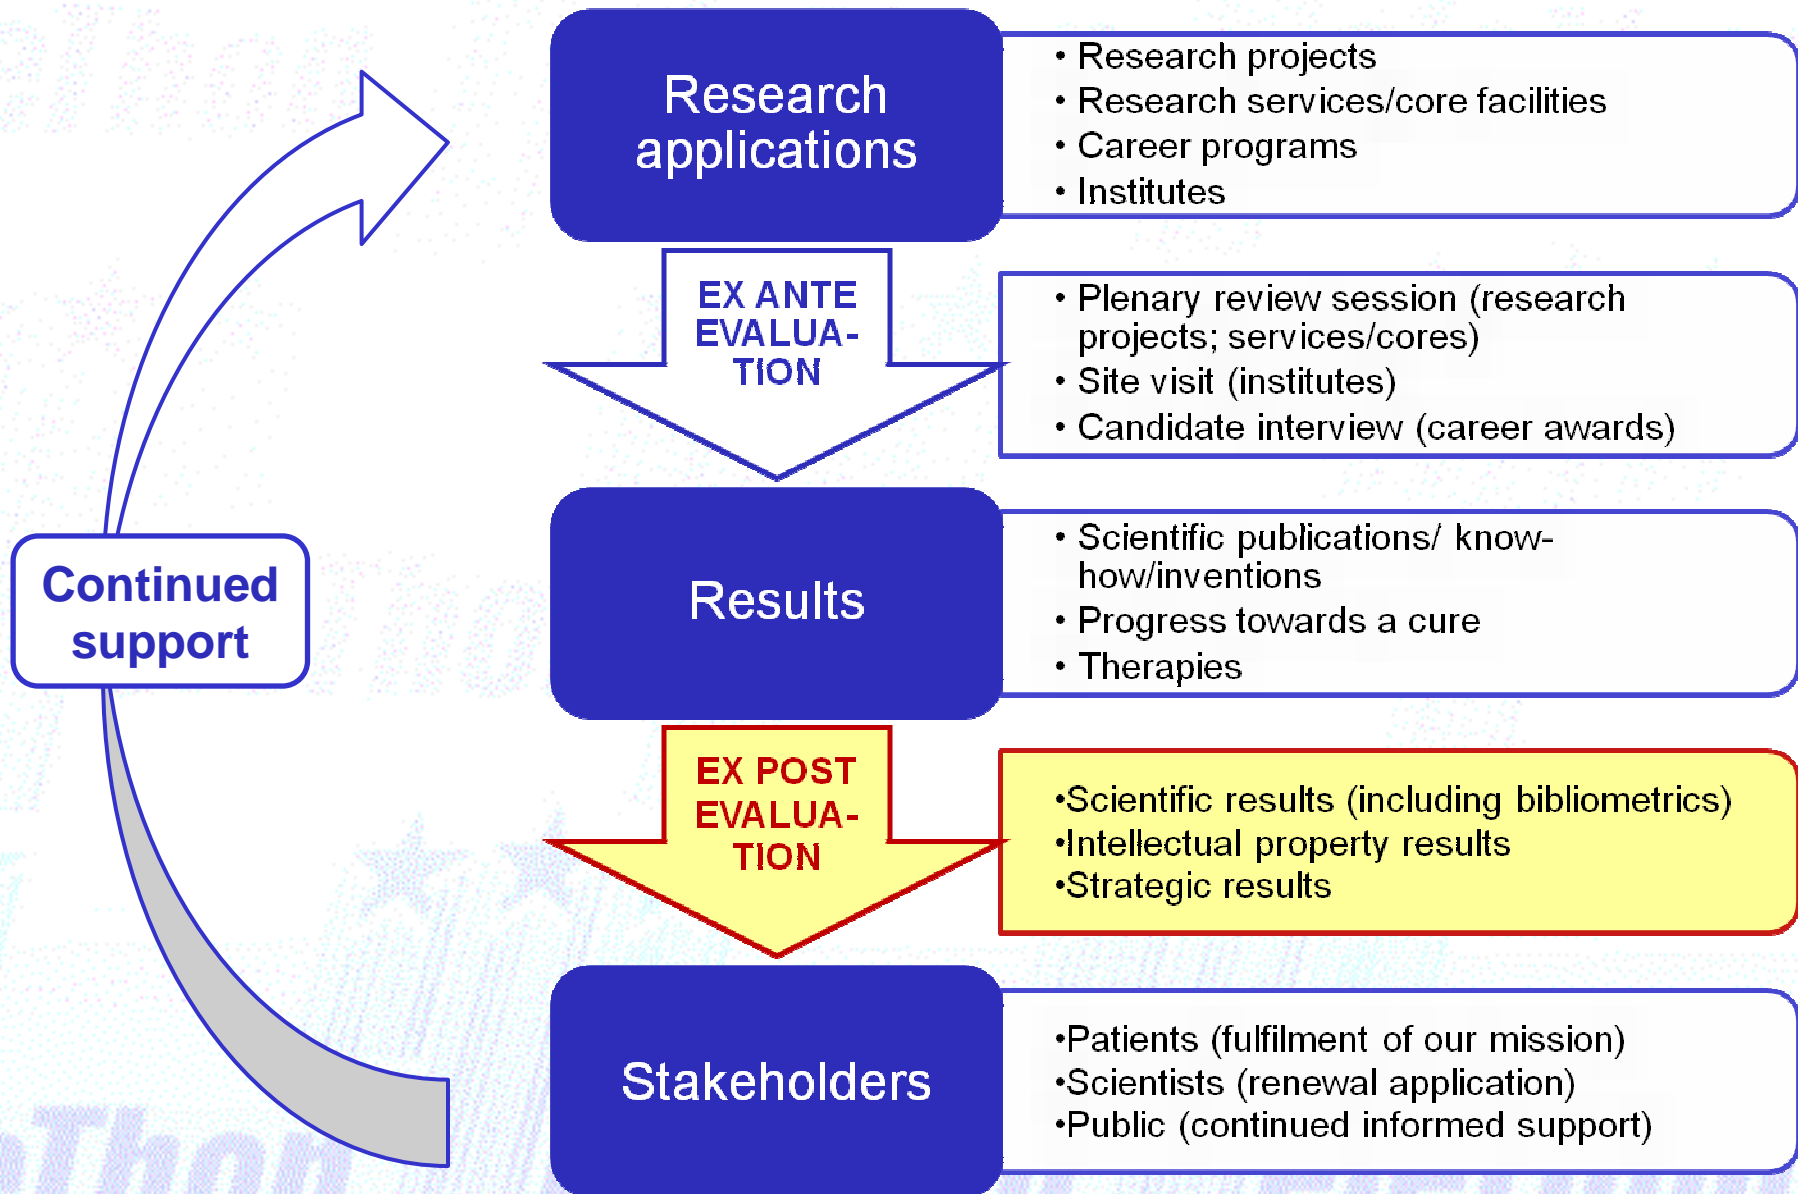 Research
applications
• Research projects
• Research services/core facilities
• Career programs
• Institutes
EX ANTE
EVALUA-
TION
• Plenary review session (research
projects; services/cores)
• Site visit (institutes)
• Candidate interview (career awards)
Continued
support
Results
• Scientific publications/ know-
how/inventions
• Progress towards a cure
• Therapies
EX POST
EVALUA-
TION
•Scientific results (including bibliometrics)
•Intellectual property results
•Strategic results
Stakeholders
•Patients (fulfilment of our mission)
•Scientists (renewal application)
•Public (continued informed support)